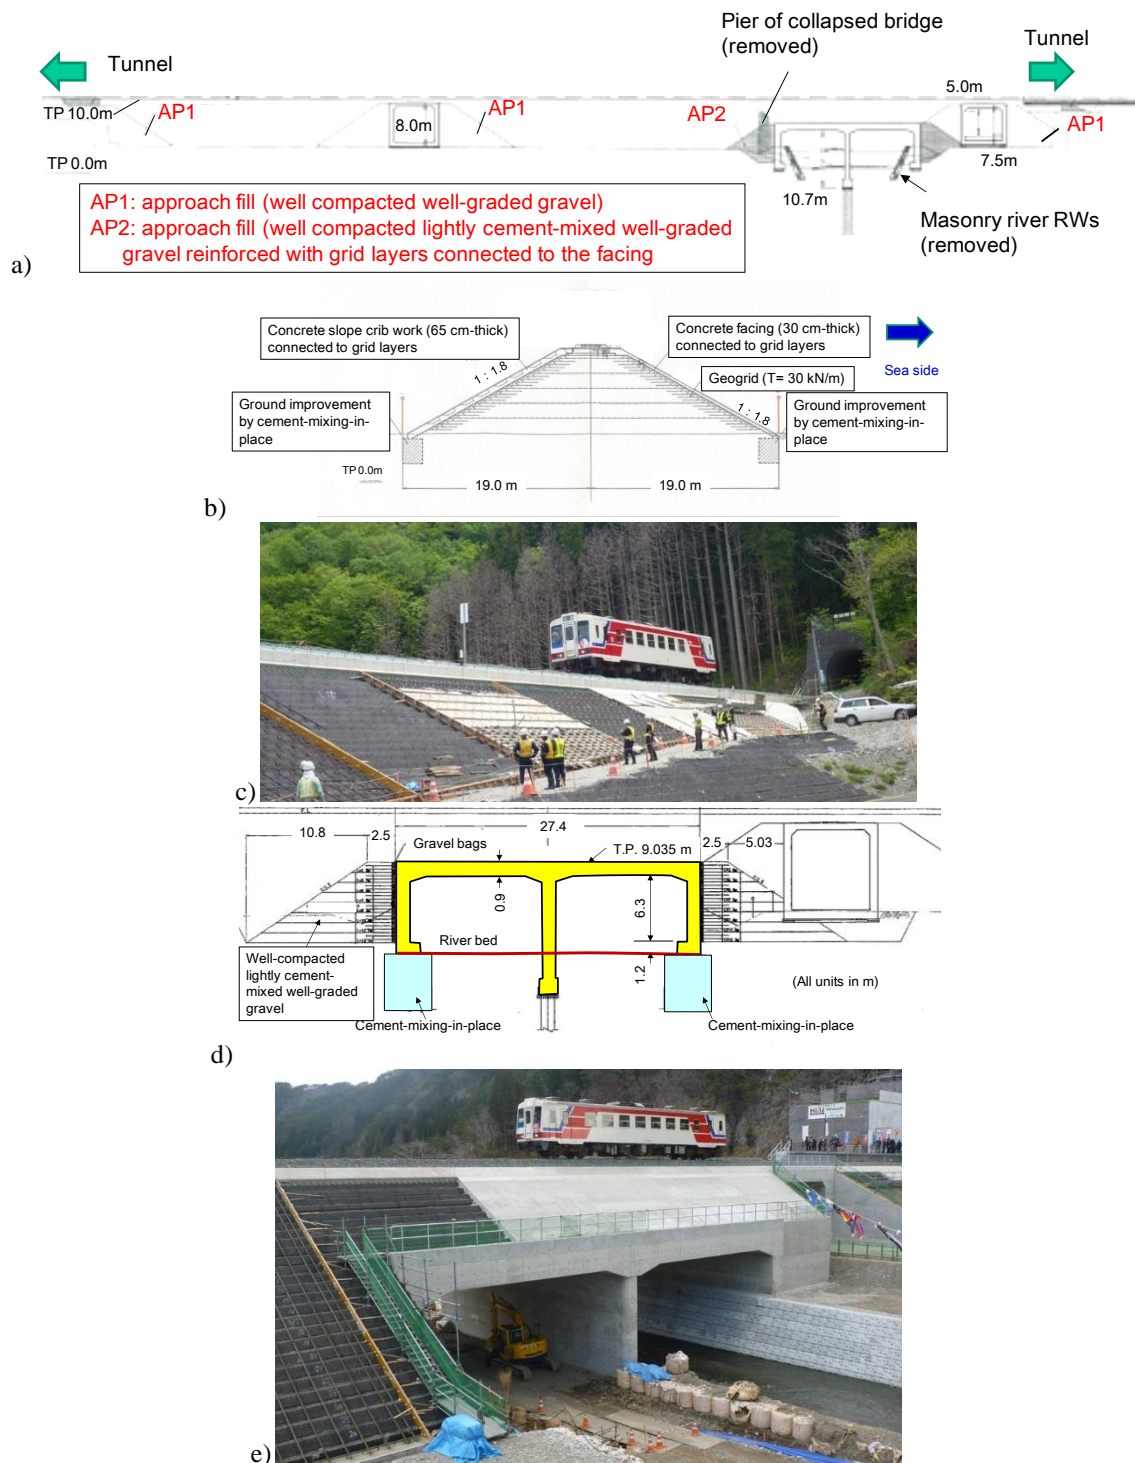 Pier of collapsed bridge
(removed)
Tunnel
Tunnel
TP 10.0m
AP1
8.0m
AP1
AP2
5.0m
AP1
TP 0.0m
7.5m
10.7m
AP1: approach fill (well compacted well-graded gravel)
AP2: approach fill (well compacted lightly cement-mixed well-graded
gravel reinforced with grid layers connected to the facing
Masonry river RWs
(removed)
a)
Concrete slope crib work (65 cm-thick)
connected to grid layers
Concrete facing (30 cm-thick)
connected to grid layers
Sea side
1 : 1.8
Geogrid (T= 30 kN/m)
1 : 1.8
Ground improvement
by cement-mixing-in-
place
Ground improvement
by cement-mixing-in-
place
TP 0.0m
19.0 m
19.0 m
b)
c)
10.8
2.5
27.4
2.5
5.03
Gravel bags
T.P. 9.035 m
0.9
6.3
River bed
1.2
Well-compacted
lightly cement-
mixed well-graded
gravel
(All units in m)
Cement-mixing-in-place
Cement-mixing-in-place
d)
e)